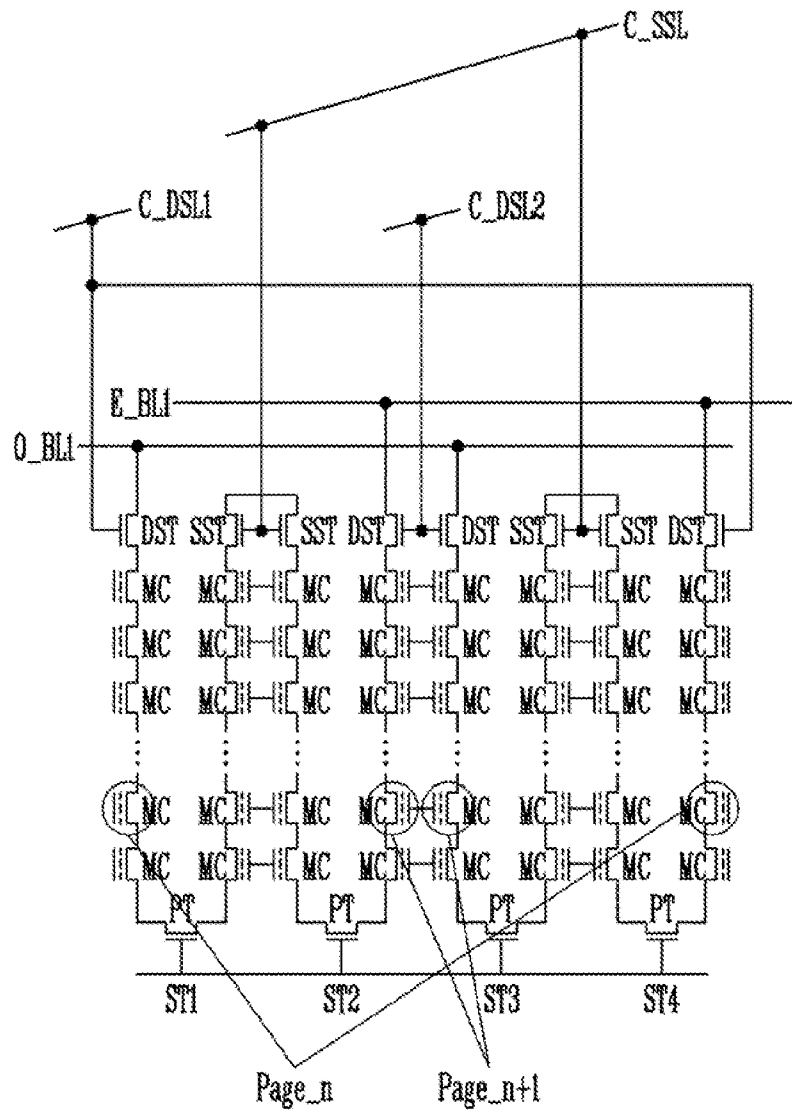 C_SSL
C_DSL1 C_DSL2
E_BL1
O_BL1
DST SST SST DST DST SST SST DST
MC MC MC MC MC MC MC MC
MC MC MC MC MC MC MC MC
MC MC MC MC MC MC MC MC
MC MC MC MC MC MC MC MC
MC MC MC MC MC MC MC MC
PT PT PT PT
ST1 ST2 ST3 ST4
Page_n Page_n+1